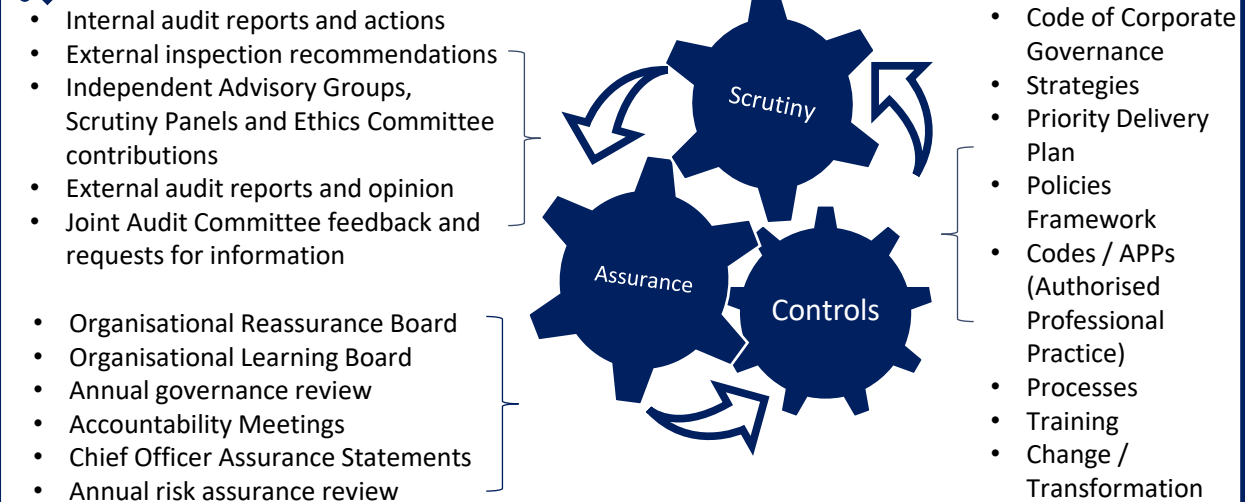 • Internal audit reports and actions
• External inspection recommendations
• Independent Advisory Groups,
Scrutiny Panels and Ethics Committee
contributions
• External audit reports and opinion
• Joint Audit Committee feedback and
requests for information
• Organisational Reassurance Board
• Organisational Learning Board
• Annual governance review
• Accountability Meetings
• Chief Officer Assurance Statements
• Annual risk assurance review
Scrutiny
Assurance
Controls
• Code of Corporate
Governance
• Strategies
• Priority Delivery
Plan
• Policies
Framework
• Codes / APPs
(Authorised
Professional
Practice)
• Processes
• Training
• Change /
Transformation